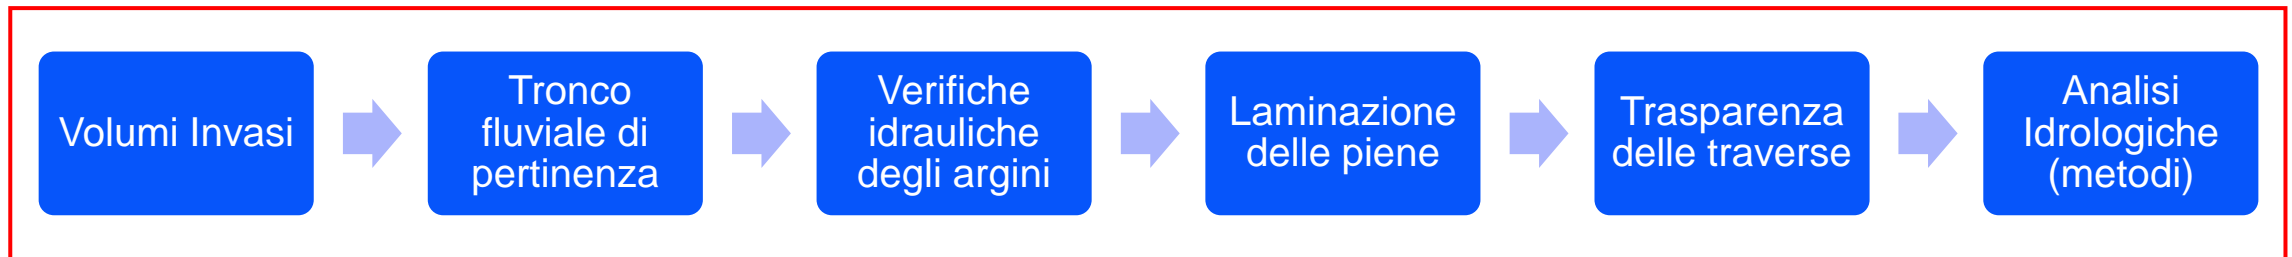 Volumi Invasi
Tronco
fluviale di
pertinenza
Verifiche
idrauliche
degli argini
Laminazione
delle piene
Trasparenza
delle traverse
Analisi
Idrologiche
(metodi)